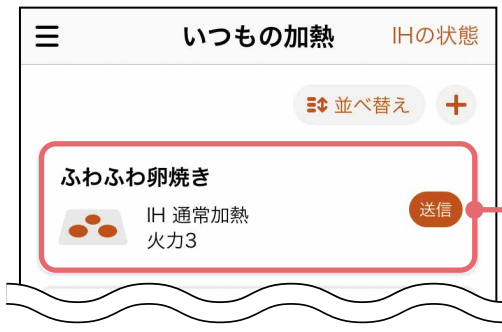 いつもの加熱 IHの状態
並べ替え
ふわふわ卵焼き
IH 通常加熱
火力3
送信